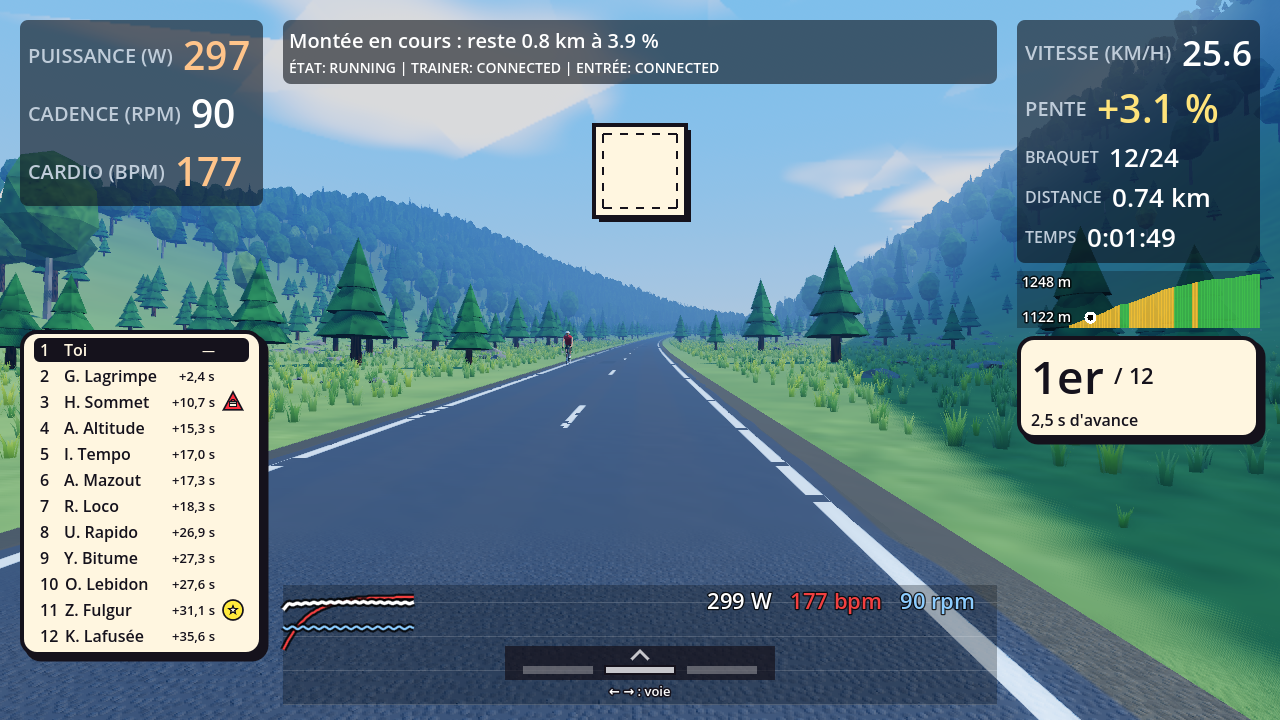 PUISSANCE (W) 297
CADENCE (RPM) 90
CARDIO (BPM) 177
Montée en cours : reste 0.8 km à 3.9 %
ÉTAT: RUNNING | TRAINER: CONNECTED | ENTRÉE: CONNECTED
VITESSE (KM/H) 25.6
PENTE +3.1 %
BRAQUET 12/24
DISTANCE 0.74 km
TEMPS 0:01:49
1248 m
1122 m
1er / 12
2,5 s d'avance
1 Toi —
2 G. Lagrimpe +2,4 s
3 H. Sommet +10,7 s
4 A. Altitude +15,3 s
5 I. Tempo +17,0 s
6 A. Mazout +17,3 s
7 R. Loco +18,3 s
8 U. Rapido +26,9 s
9 Y. Bitume +27,3 s
10 O. Lebidon +27,6 s
11 Z. Fulgur +31,1 s
12 K. Lafusée +35,6 s
299 W 177 bpm 90 rpm
← → : voie